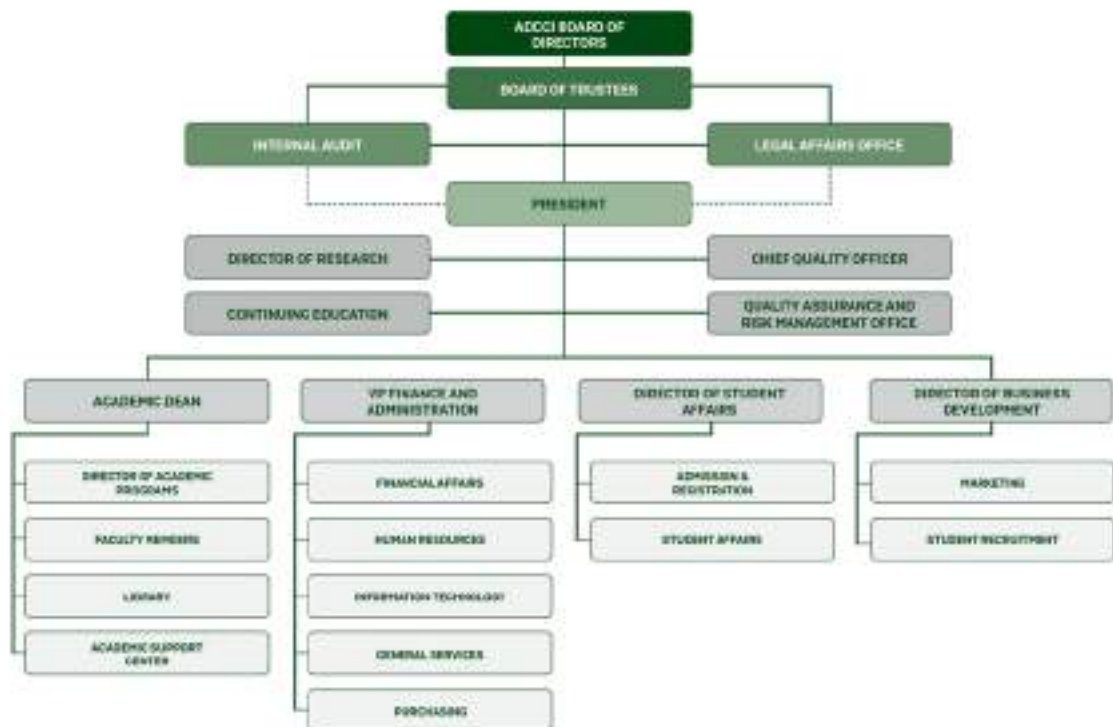 ADCCI BOARD OF
DIRECTORS
BOARD OF TRUSTEES
INTERNAL AUDIT
LEGAL AFFAIRS OFFICE
PRESIDENT
DIRECTOR OF RESEARCH
CHIEF QUALITY OFFICER
CONTINUING EDUCATION
QUALITY ASSURANCE AND
RISK MANAGEMENT OFFICE
ACADEMIC DEAN
VP FINANCE AND
ADMINISTRATION
DIRECTOR OF STUDENT
AFFAIRS
DIRECTOR OF BUSINESS
DEVELOPMENT
DIRECTOR OF ACADEMIC
PROGRAMS
FINANCIAL AFFAIRS
ADMISSION &
REGISTRATION
MARKETING
FACULTY MEMBERS
HUMAN RESOURCES
STUDENT AFFAIRS
STUDENT RECRUITMENT
LIBRARY
INFORMATION TECHNOLOGY
ACADEMIC SUPPORT
CENTER
GENERAL SERVICES
PURCHASING